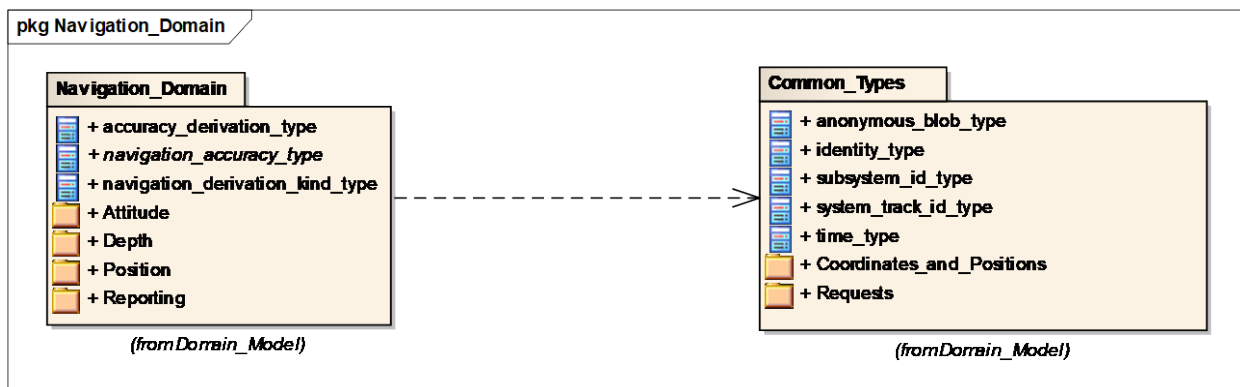 pkg Navigation_Domain
Navigation_Domain
+ accuracy_derivation_type
+ navigation_accuracy_type
+ navigation_derivation_kind_type
+ Attitude
+ Depth
+ Position
+ Reporting
(from Domain_Model)
Common_Types
+ anonymous_blob_type
+ identity_type
+ subsystem_id_type
+ system_track_id_type
+ time_type
+ Coordinates_and_Positions
+ Requests
(from Domain_Model)